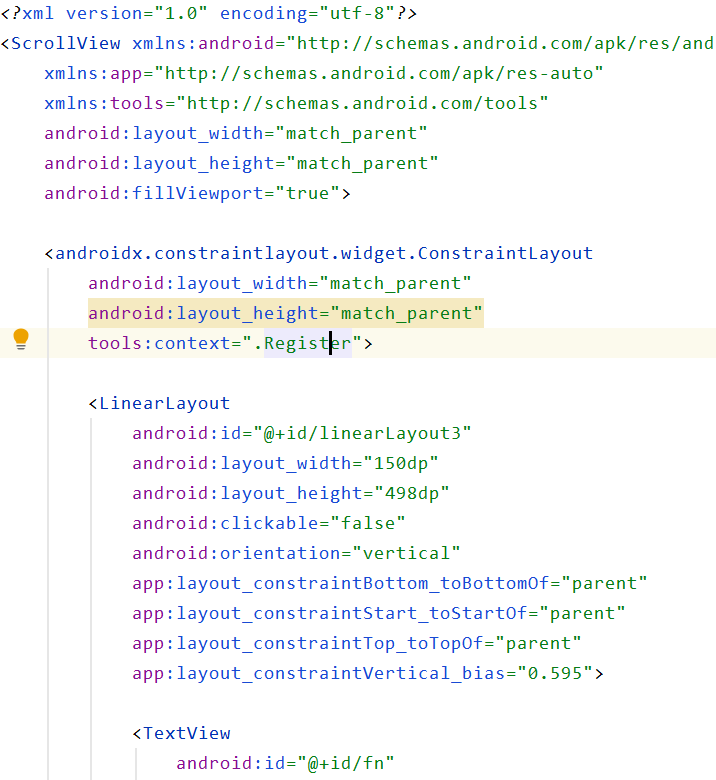 <?xml version="1.0" encoding="utf-8"?>
<ScrollView xmlns:android="http://schemas.android.com/apk/res/and
xmlns:app="http://schemas.android.com/apk/res-auto"
xmlns:tools="http://schemas.android.com/tools"
android:layout_width="match_parent"
android:layout_height="match_parent"
android:fillViewport="true">
<androidx.constraintlayout.widget.ConstraintLayout
android:layout_width="match_parent"
android:layout_height="match_parent"
tools:context=".Register">
<LinearLayout
android:id="@+id/linearLayout3"
android:layout_width="150dp"
android:layout_height="498dp"
android:clickable="false"
android:orientation="vertical"
app:layout_constraintBottom_toBottomOf="parent"
app:layout_constraintStart_toStartOf="parent"
app:layout_constraintTop_toTopOf="parent"
app:layout_constraintVertical_bias="0.595">
<TextView
android:id="@+id/fn"